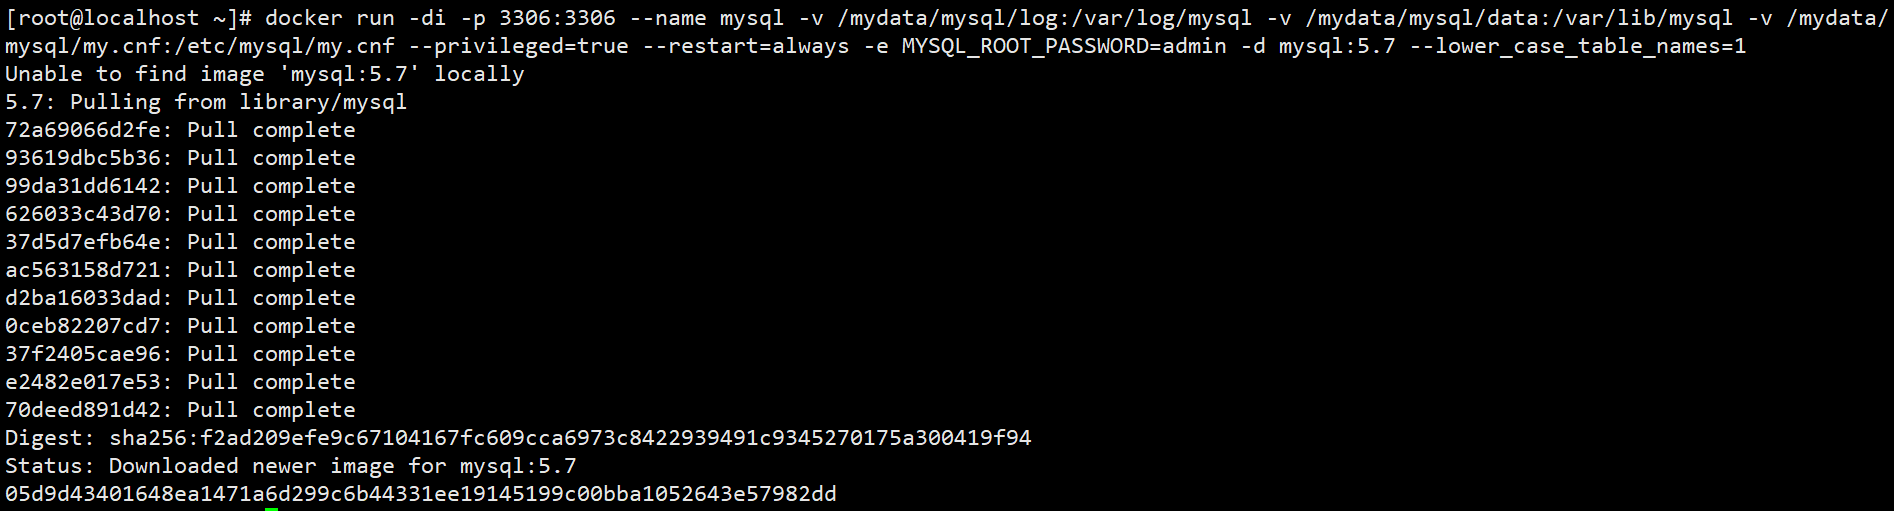 [root@localhost ~]# docker run -di -p 3306:3306 --name mysql -v /mydata/mysql/log:/var/log/mysql -v /mydata/mysql/data:/var/lib/mysql -v /mydata/
mysql/my.cnf:/etc/mysql/my.cnf --privileged=true --restart=always -e MYSQL_ROOT_PASSWORD=admin -d mysql:5.7 --lower_case_table_names=1
Unable to find image 'mysql:5.7' locally
5.7: Pulling from library/mysql
72a69066d2fe: Pull complete
93619dbc5b36: Pull complete
99da31dd6142: Pull complete
626033c43d70: Pull complete
37d5d7efb64e: Pull complete
ac563158d721: Pull complete
d2ba16033dad: Pull complete
0ceb82207cd7: Pull complete
37f2405cae96: Pull complete
e2482e017e53: Pull complete
70deed891d42: Pull complete
Digest: sha256:f2ad209efe9c67104167fc609cca6973c8422939491c9345270175a300419f94
Status: Downloaded newer image for mysql:5.7
05d9d43401648ea1471a6d299c6b44331ee19145199c00bba1052643e57982dd